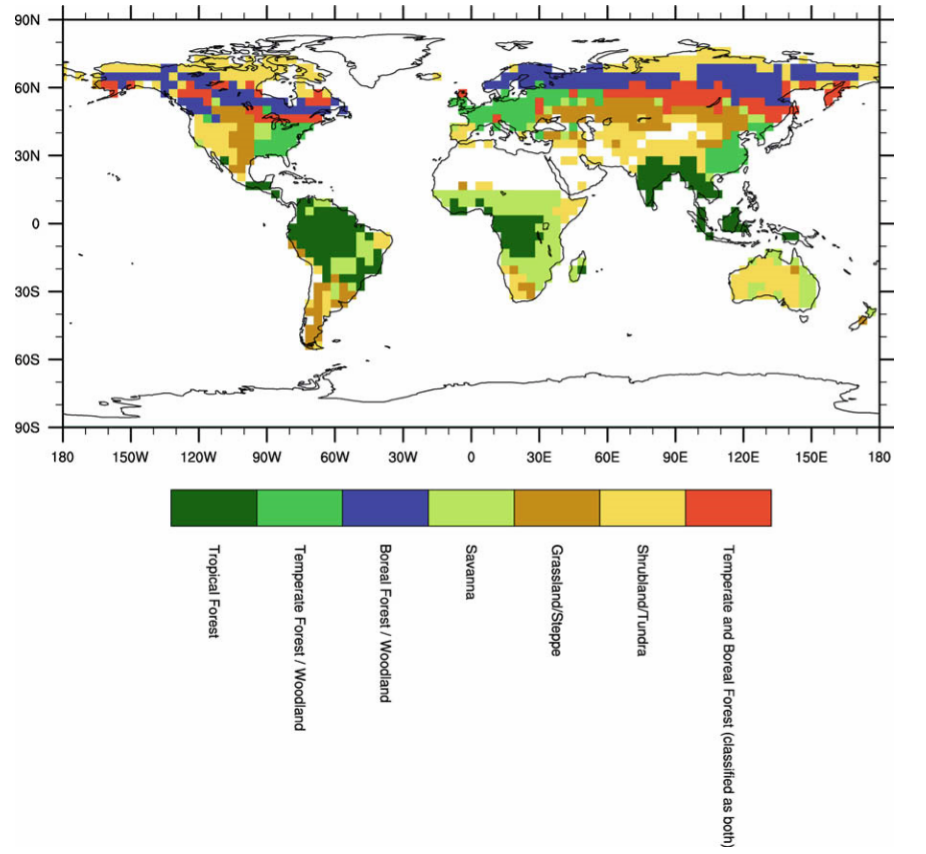 90N
60N
30N
0
30S
60S
90S
180 150W 120W 90W 60W 30W 0 30E 60E 90E 120E 150E 180
Tropical Forest
Temperate Forest / Woodland
Boreal Forest / Woodland
Savanna
Grassland/Steppe
Shrubland/Tundra
Temperate and Boreal Forest (classified as both)